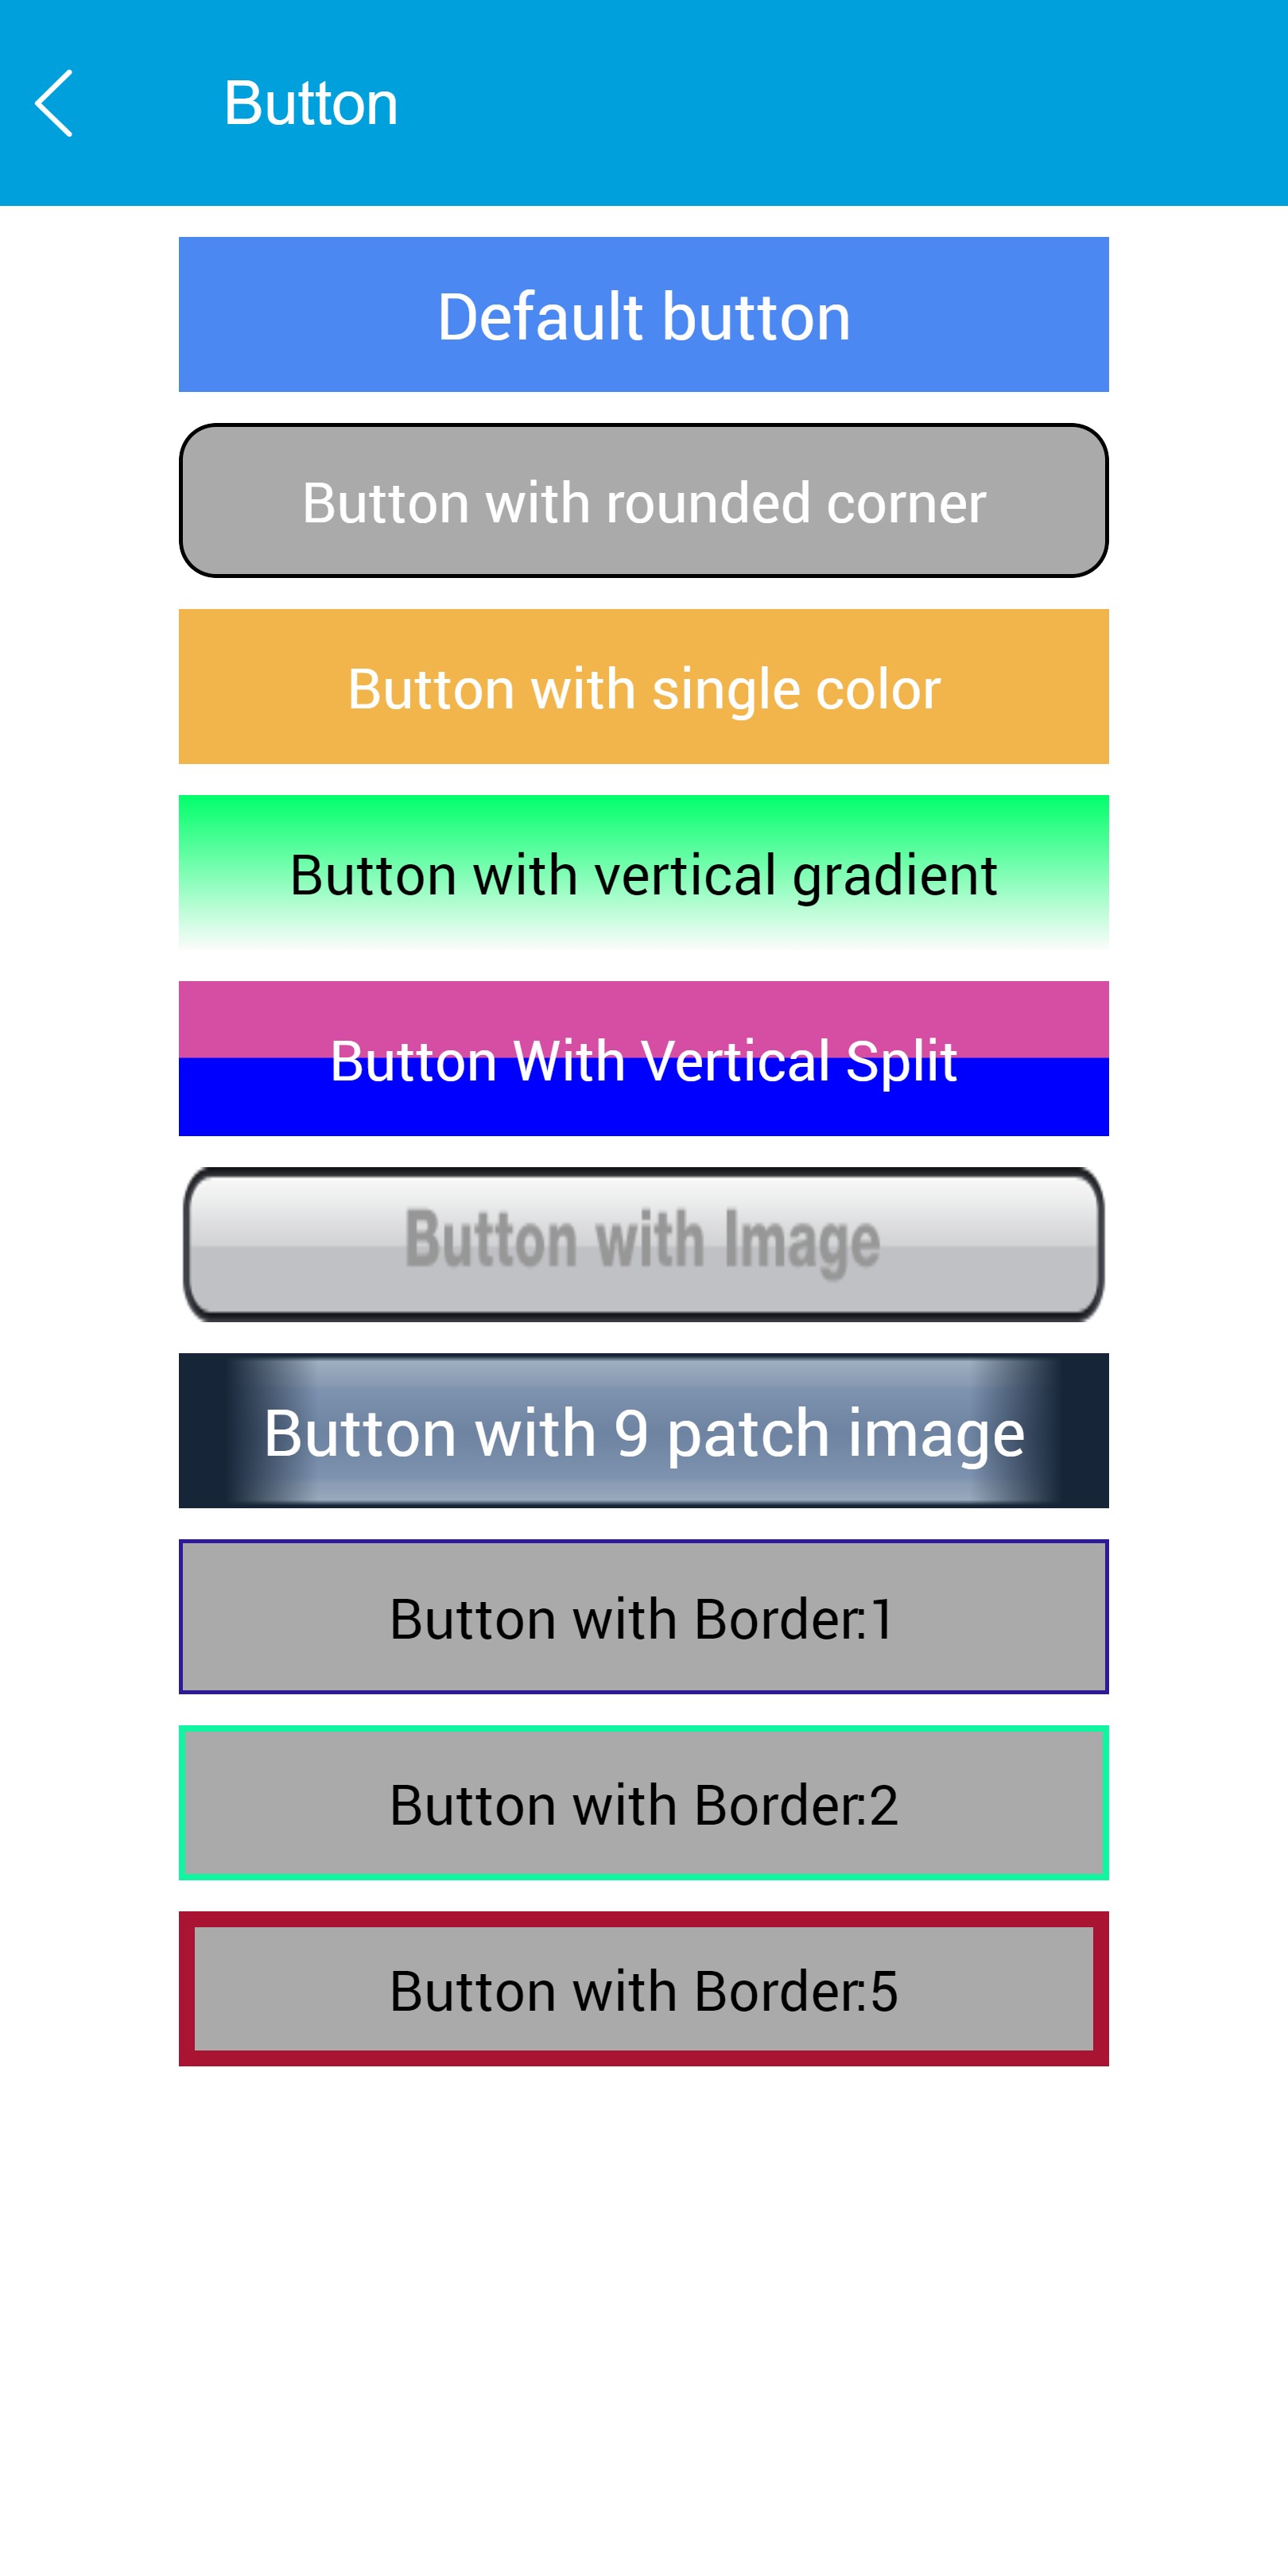 Button
Default button
Button with rounded corner
Button with single color
Button with vertical gradient
Button With Vertical Split
Button with Image
Button with 9 patch image
Button with Border:1
Button with Border:2
Button with Border:5